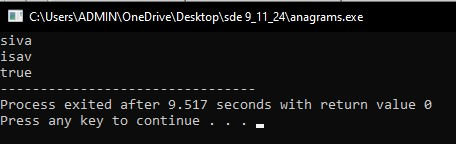 C:\Users\ADMIN\OneDrive\Desktop\sde 9_11_24\anagrams.exe
siva
isav
true
--------------------------------
Process exited after 9.517 seconds with return value 0
Press any key to continue . . .